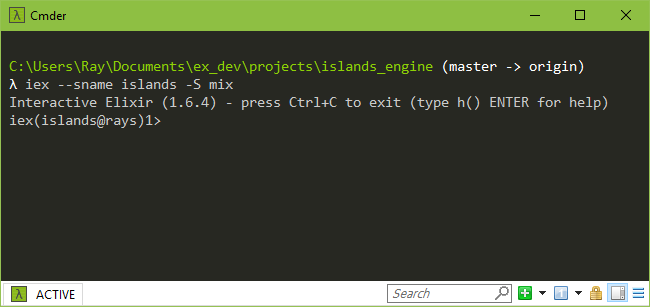 λ Cmder
C:\Users\Ray\Documents\ex_dev\projects\islands_engine (master -> origin)
λ iex --sname islands -S mix
Interactive Elixir (1.6.4) - press Ctrl+C to exit (type h() ENTER for help)
iex(islands@rays)1>
λ ACTIVE
Search